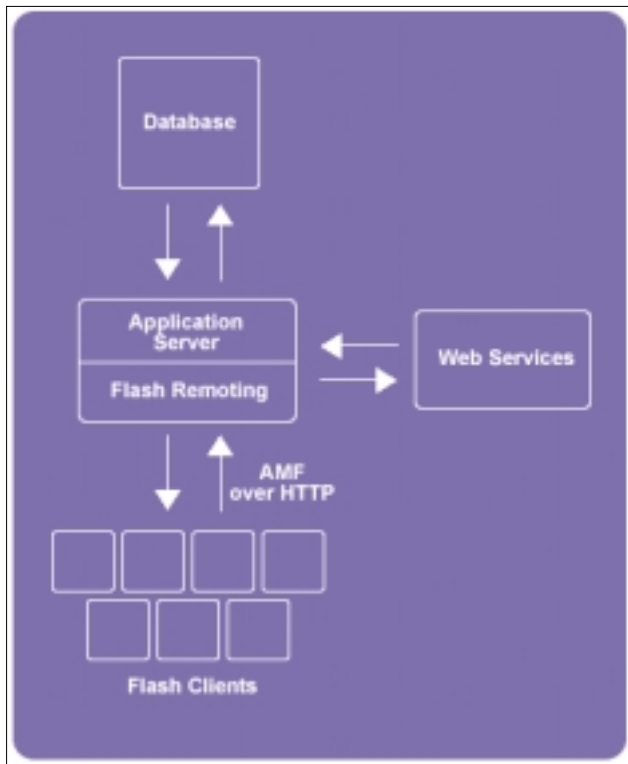 Database
Application
Server
Flash Remoting
Web Services
AMF
over HTTP
Flash Clients